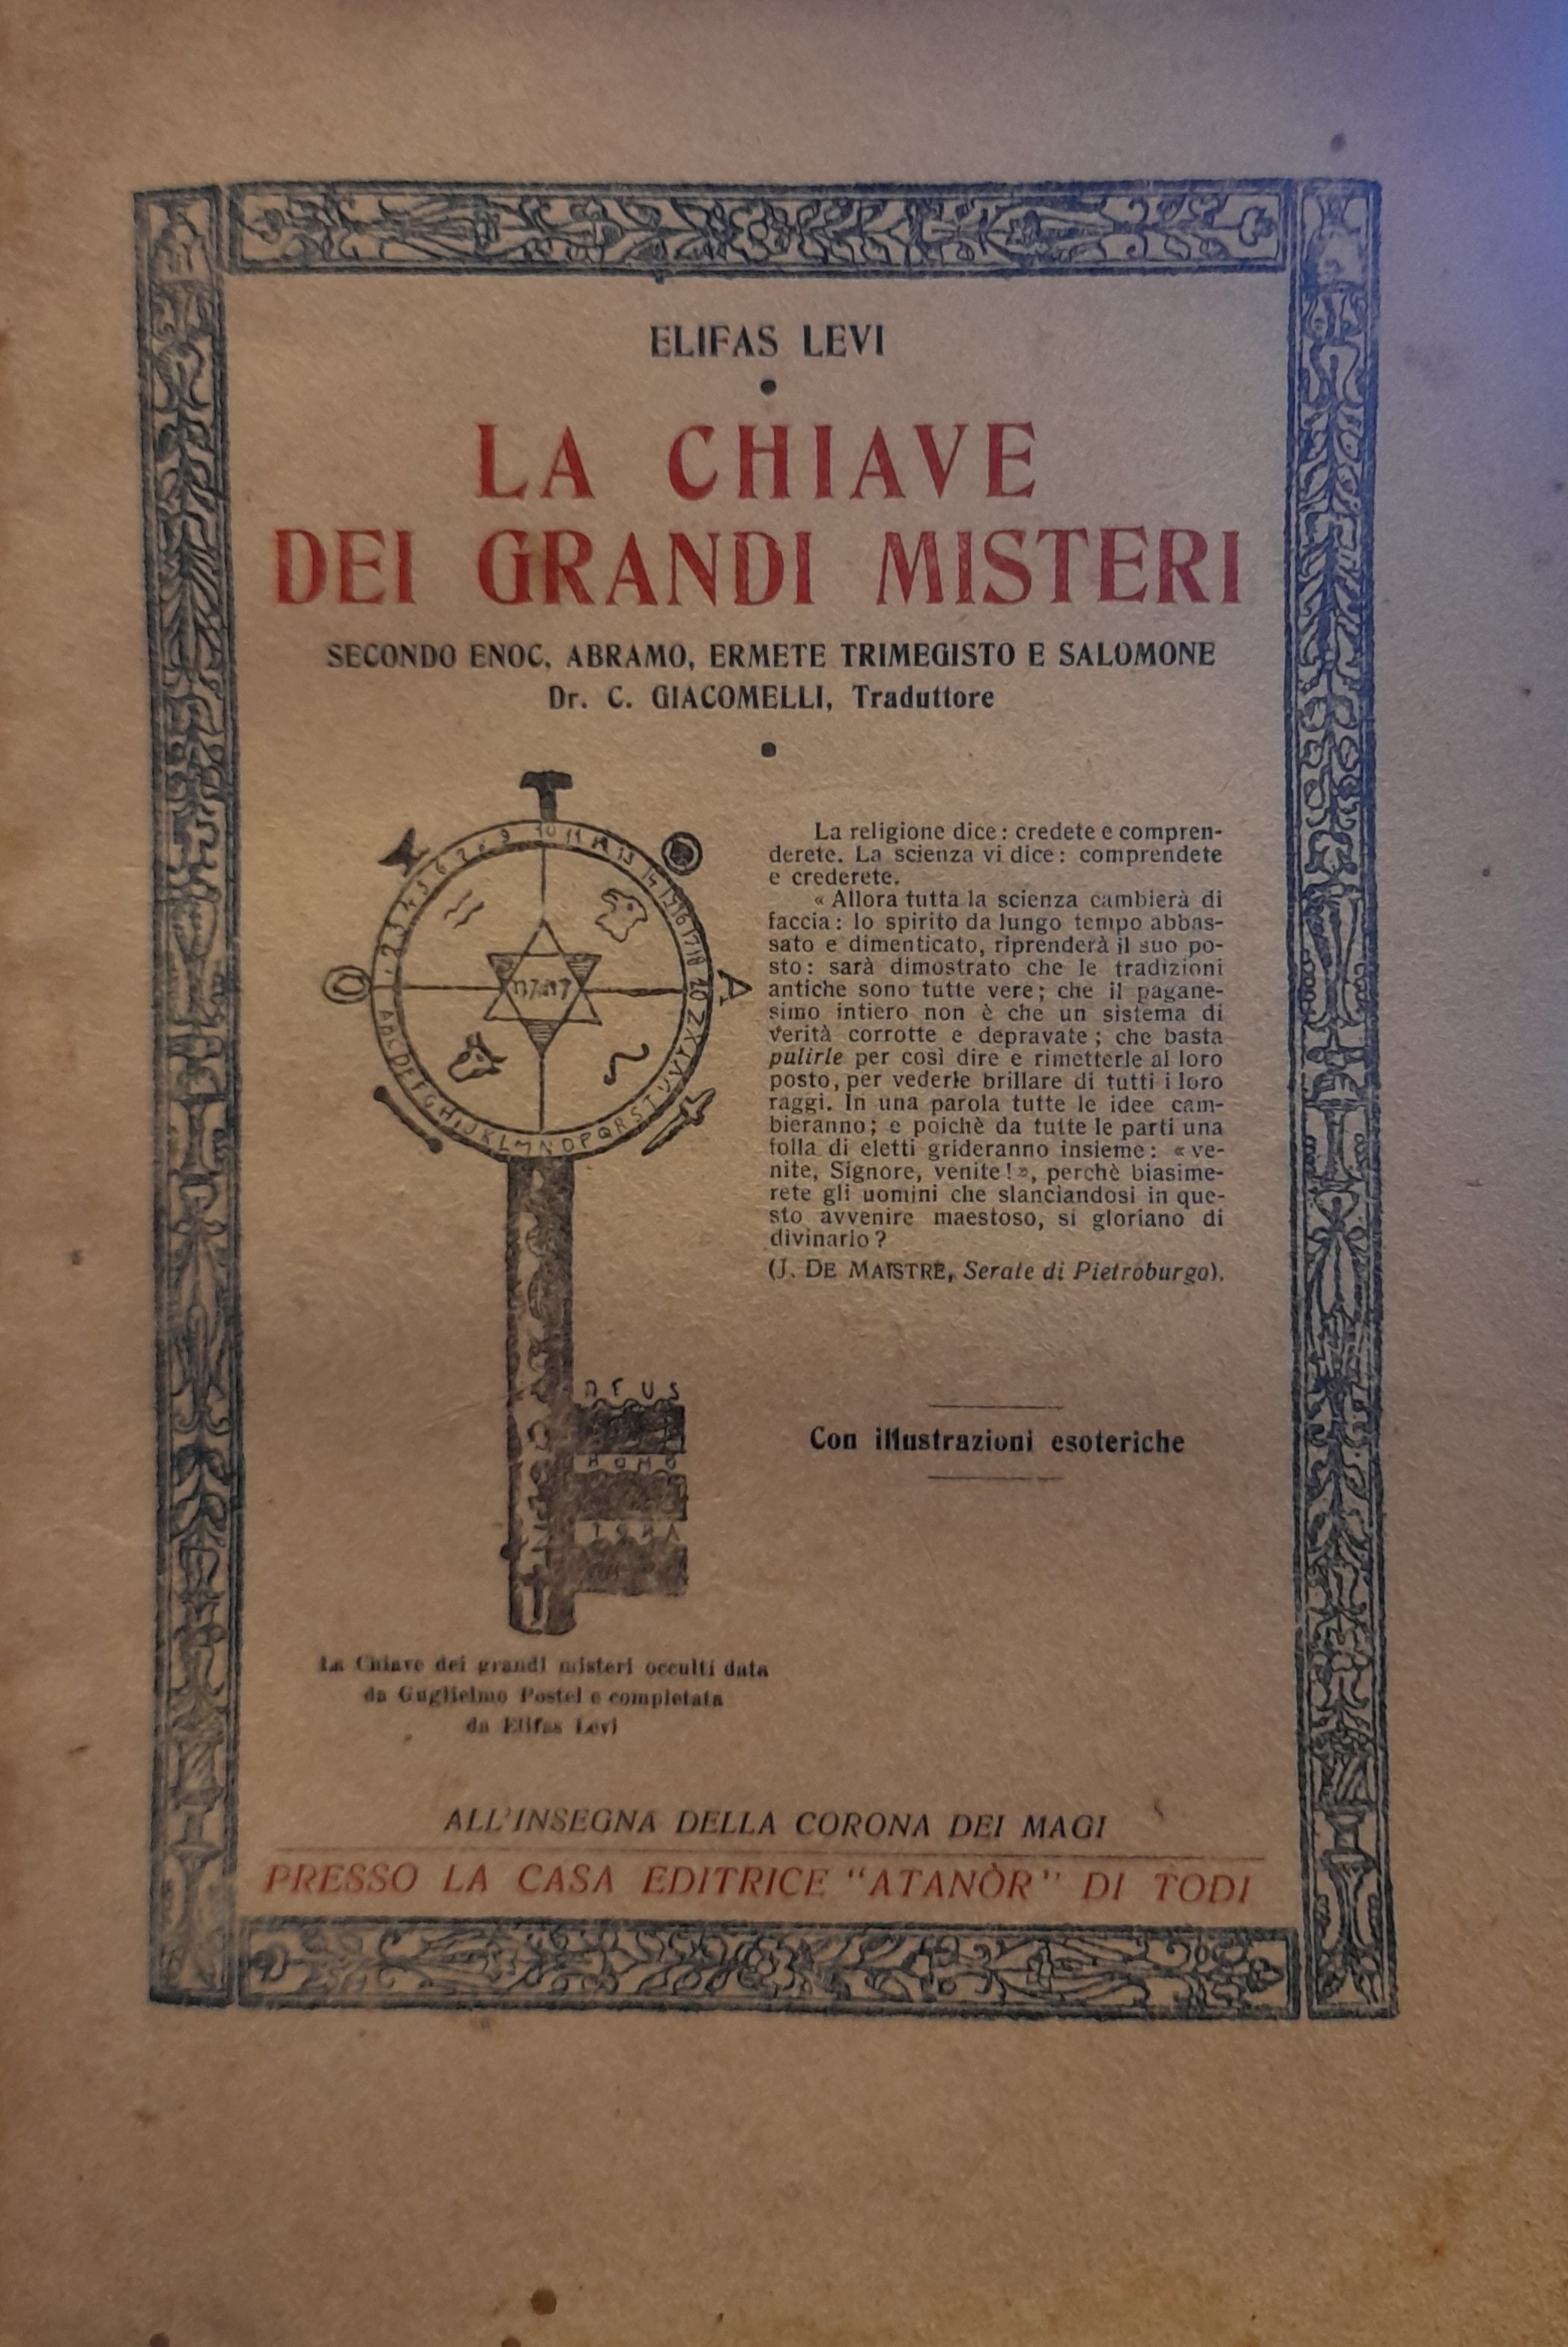 ELIFAS LEVI
LA CHIAVE
DEI GRANDI MISTERI
SECONDO ENOC, ABRAMO, ERMETE TRIMEGISTO E SALOMONE
Dr. C. GIACOMELLI, Traduttore
La religione dice: credete e compren-
derete. La scienza vi dice: comprendete
e crederete.
« Allora tutta la scienza cambierà di
faccia: lo spirito da lungo tempo abbas-
sato e dimenticato, riprenderà il suo po-
sto: sarà dimostrato che le tradizioni
antiche sono tutte vere; che il pagane-
simo intiero non è che un sistema di
verità corrotte e depravate; che basta
pulirle per così dire e rimetterle al loro
posto, per vederle brillare di tutti i loro
raggi. In una parola tutte le idee cam-
bieranno; e poichè da tutte le parti una
folla di eletti grideranno insieme: « ve-
nite, Signore, venite! », perchè biasime-
rete gli uomini che slanciandosi in que-
sto avvenire maestoso, si gloriano di
divinarlo?
(J. DE MAISTRE, Serate di Pietroburgo).
DEUS
HOMO
Con illustrazioni esoteriche
La Chiave dei grandi misteri occulti data
da Guglielmo Postel e completata
da Elifas Levi
ALL'INSEGNA DELLA CORONA DEI MAGI
PRESSO LA CASA EDITRICE "ATANÒR" DI TODI